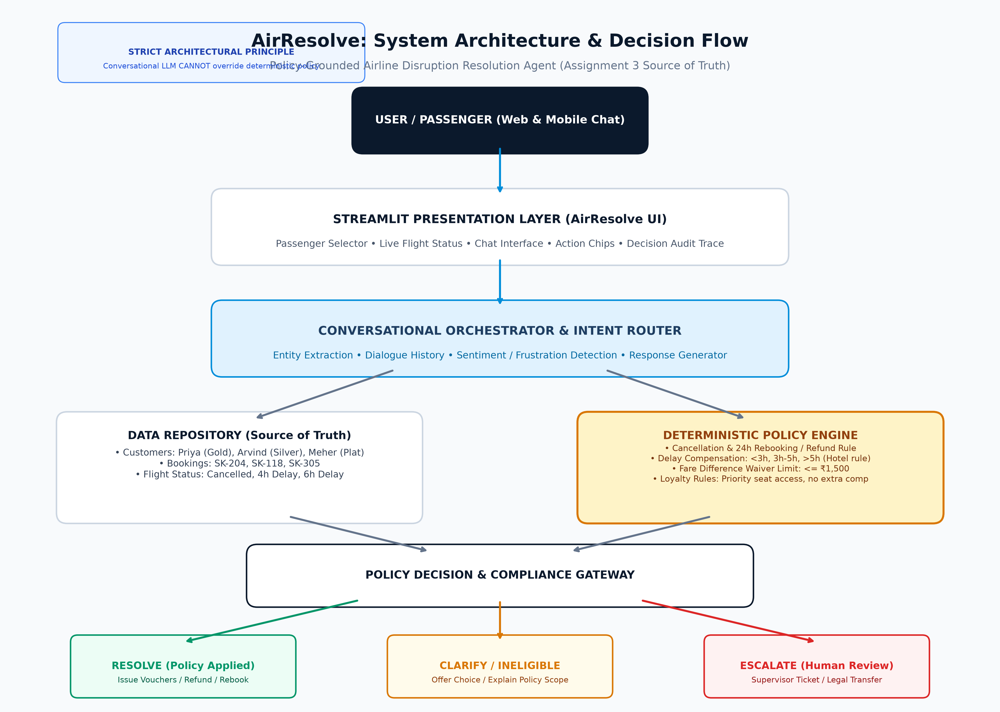 AirResolve: System Architecture & Decision Flow
STRICT ARCHITECTURAL PRINCIPLE
Conversational LLM CANNOT override deterministic policy
Policy-Grounded Airline Disruption Resolution Agent (Assignment 3 Source of Truth)
USER / PASSENGER (Web & Mobile Chat)
STREAMLIT PRESENTATION LAYER (AirResolve UI)
Passenger Selector • Live Flight Status • Chat Interface • Action Chips • Decision Audit Trace
CONVERSATIONAL ORCHESTRATOR & INTENT ROUTER
Entity Extraction • Dialogue History • Sentiment / Frustration Detection • Response Generator
DATA REPOSITORY (Source of Truth)
• Customers: Priya (Gold), Arvind (Silver), Meher (Plat)
• Bookings: SK-204, SK-118, SK-305
• Flight Status: Cancelled, 4h Delay, 6h Delay
DETERMINISTIC POLICY ENGINE
• Cancellation & 24h Rebooking / Refund Rule
• Delay Compensation: <3h, 3h-5h, >5h (Hotel rule)
• Fare Difference Waiver Limit: <= ₹1,500
• Loyalty Rules: Priority seat access, no extra comp
POLICY DECISION & COMPLIANCE GATEWAY
RESOLVE (Policy Applied)
Issue Vouchers / Refund / Rebook
CLARIFY / INELIGIBLE
Offer Choice / Explain Policy Scope
ESCALATE (Human Review)
Supervisor Ticket / Legal Transfer